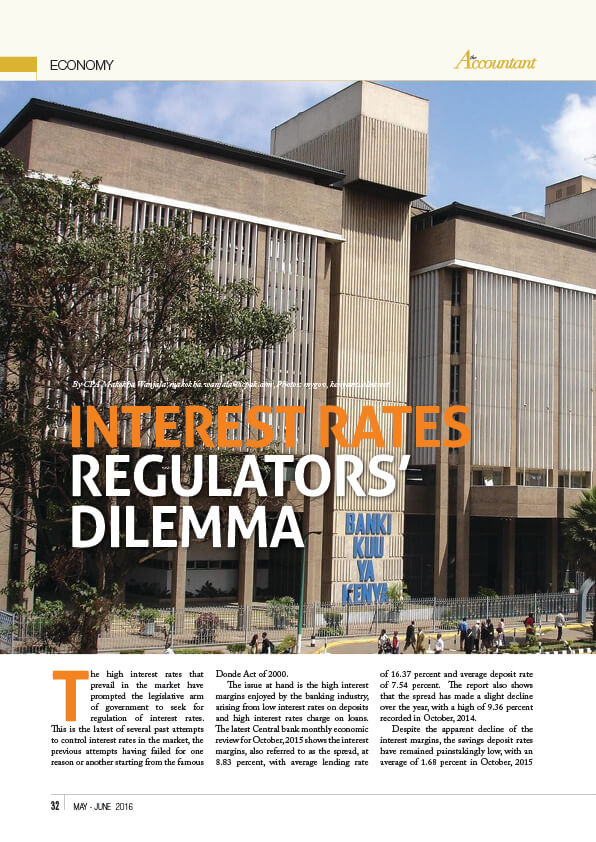 ECONOMY
the
Accountant
By CPA Makokha Wanjala,
INTEREST RATES
REGULATORS’
DILEMMA
BANKI
KUU
YA
KENYA
The high interest rates that
prevail in the market have
prompted the legislative arm
of government to seek for
regulation of interest rates.
This is the latest of several past attempts
to control interest rates in the market, the
previous attempts having failed for one
reason or another starting from the famous
Donde Act of 2000.
The issue at hand is the high interest
margins enjoyed by the banking industry,
arising from low interest rates on deposits
and high interest rates charge on loans.
The latest Central bank monthly economic
review for October, 2015 shows the interest
margins, also referred to as the spread, at
8.83 percent, with average lending rate
of 16.37 percent and average deposit rate
of 7.54 percent. The report also shows
that the spread has made a slight decline
over the year, with a high of 9.36 percent
recorded in October, 2014.
Despite the apparent decline of the
interest margins, the savings deposit rates
have remained painstakingly low, with an
average of 1.68 percent in October, 2015
32 MAY - JUNE 2016